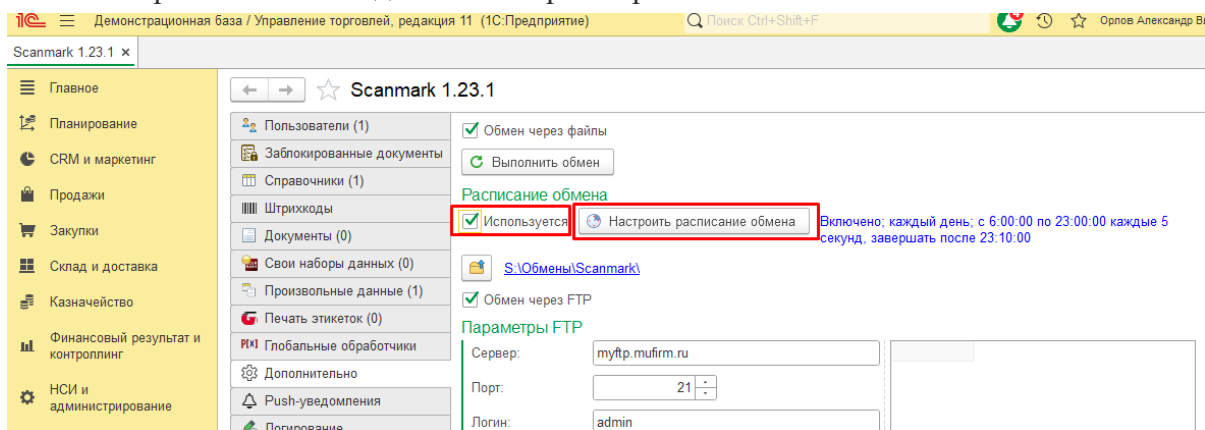 Демонстрационная база / Управление торговлей, редакция 11 (1С:Предприятие)
Поиск Ctrl+Shift+F
Орлов Александр
Scanmark 1.23.1 ×
Главное
Планирование
CRM и маркетинг
Продажи
Закупки
Склад и доставка
Казначейство
Финансовый результат и
контроллинг
НСИ и
администрирование
Scanmark 1.23.1
Пользователи (1)
Заблокированные документы
Справочники (1)
Штрихкоды
Документы (0)
Свои наборы данных (0)
Произвольные данные (1)
Печать этикеток (0)
Глобальные обработчики
Дополнительно
Push-уведомления
Логирование
Обмен через файлы
Выполнить обмен
Расписание обмена
Используется
Настроить расписание обмена
Включено; каждый день; с 6:00:00 по 23:00:00 каждые 5
секунд, завершать после 23:10:00
S:\Обмены\Scanmark\
Обмен через FTP
Параметры FTP
Сервер: myftp.mufirm.ru
Порт: 21
Логин: admin